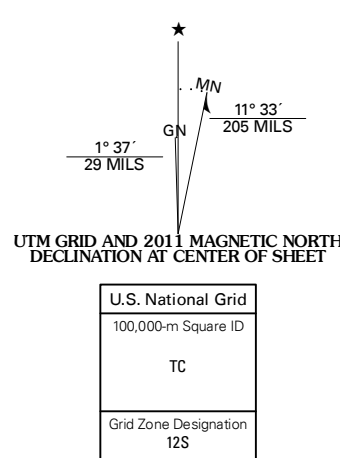 ★
MN
GN
11° 33´
205 MILS
1° 37´
29 MILS
UTM GRID AND 2011 MAGNETIC NORTH
DECLINATION AT CENTER OF SHEET
U.S. National Grid
100,000-m Square ID
TC
Grid Zone Designation
12S